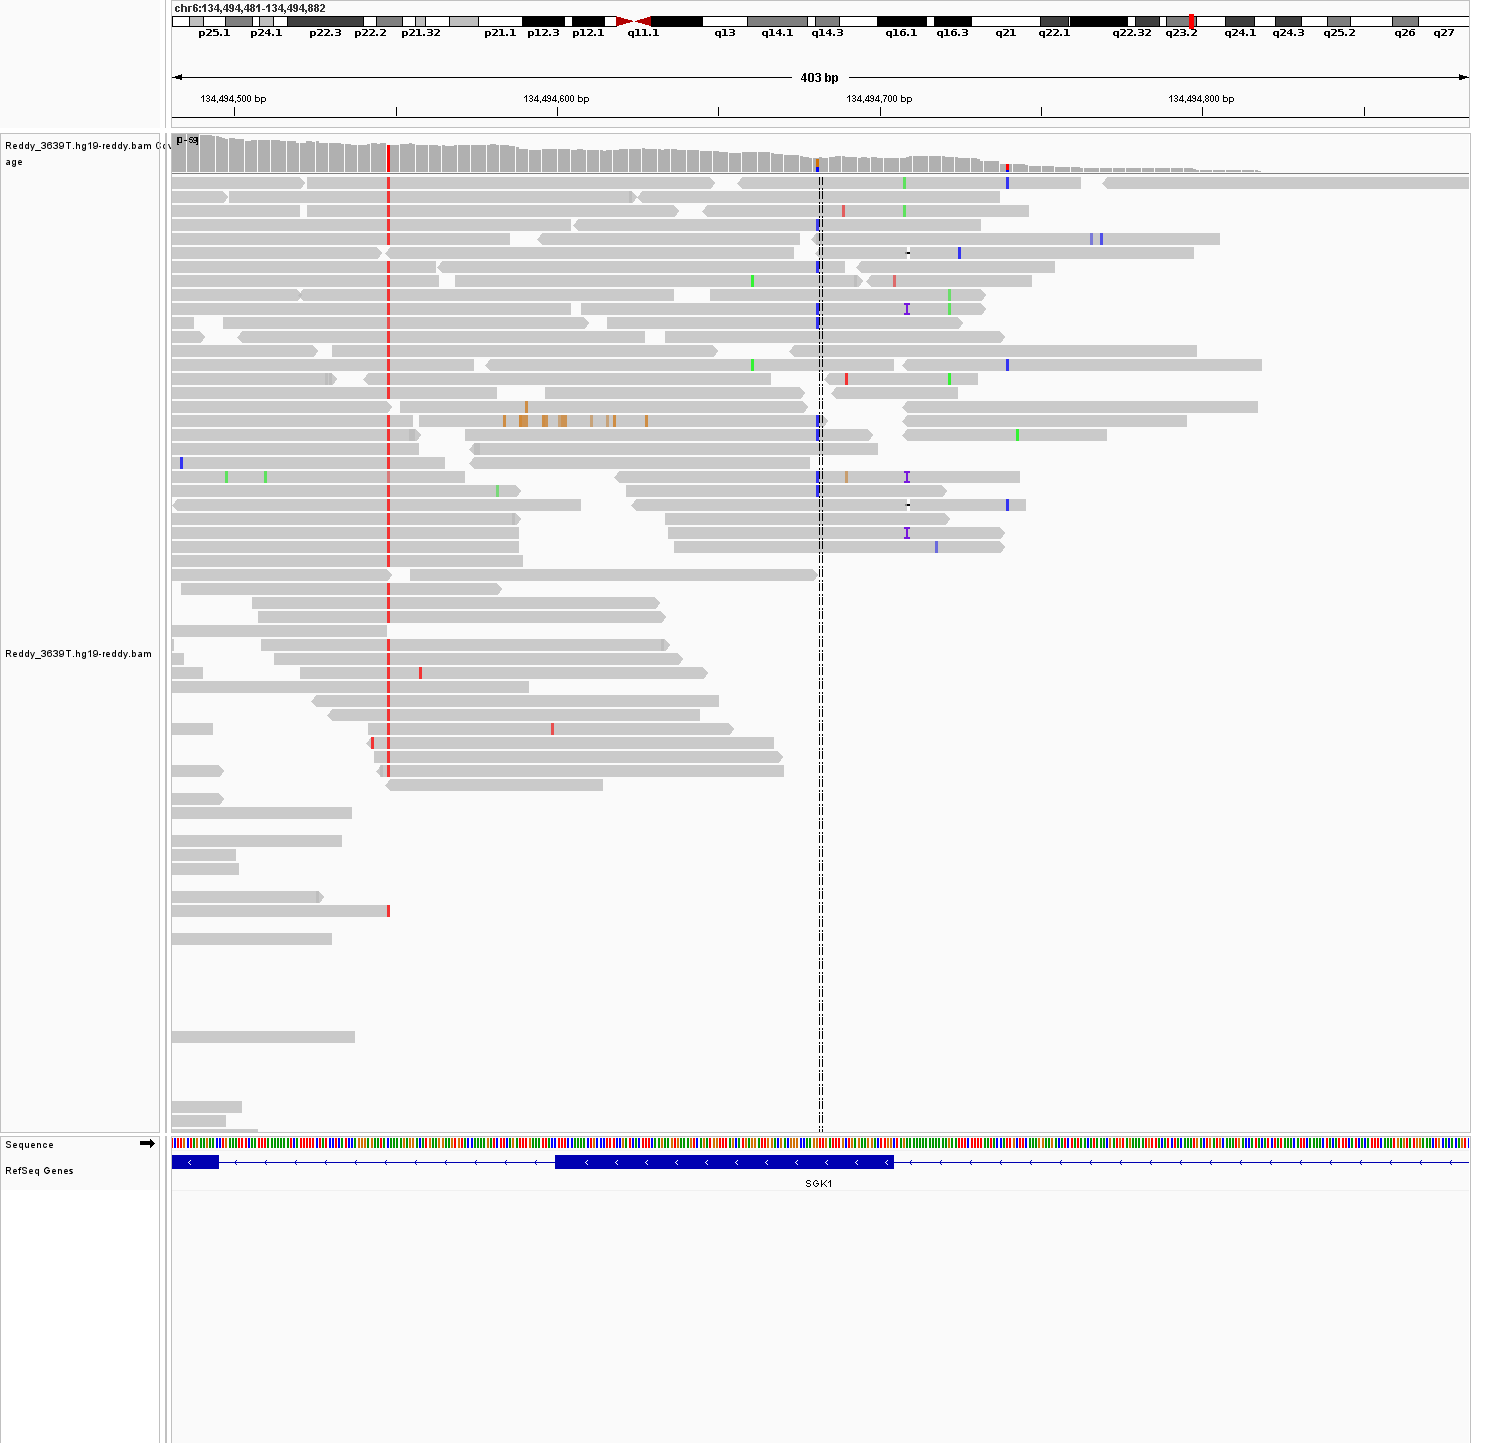 chr6:134,494,481-134,494,882
p25.1 p24.1 p22.3 p22.2 p21.32 p21.1 p12.3 p12.1 q11.1 q13 q14.1 q14.3 q16.1 q16.3 q21 q22.1 q22.32 q23.2 q24.1 q24.3 q25.2 q26 q27
403 bp
134,494,500 bp 134,494,600 bp 134,494,700 bp 134,494,800 bp
Reddy_3639T.hg19-reddy.bam Cov
age
Reddy_3639T.hg19-reddy.bam
Sequence
RefSeq Genes
SGK1